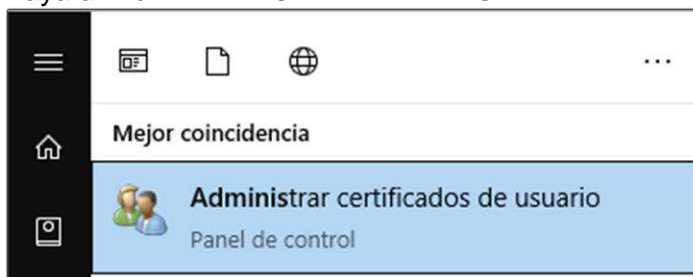 Mejor coincidencia
Administrar certificados de usuario
Panel de control